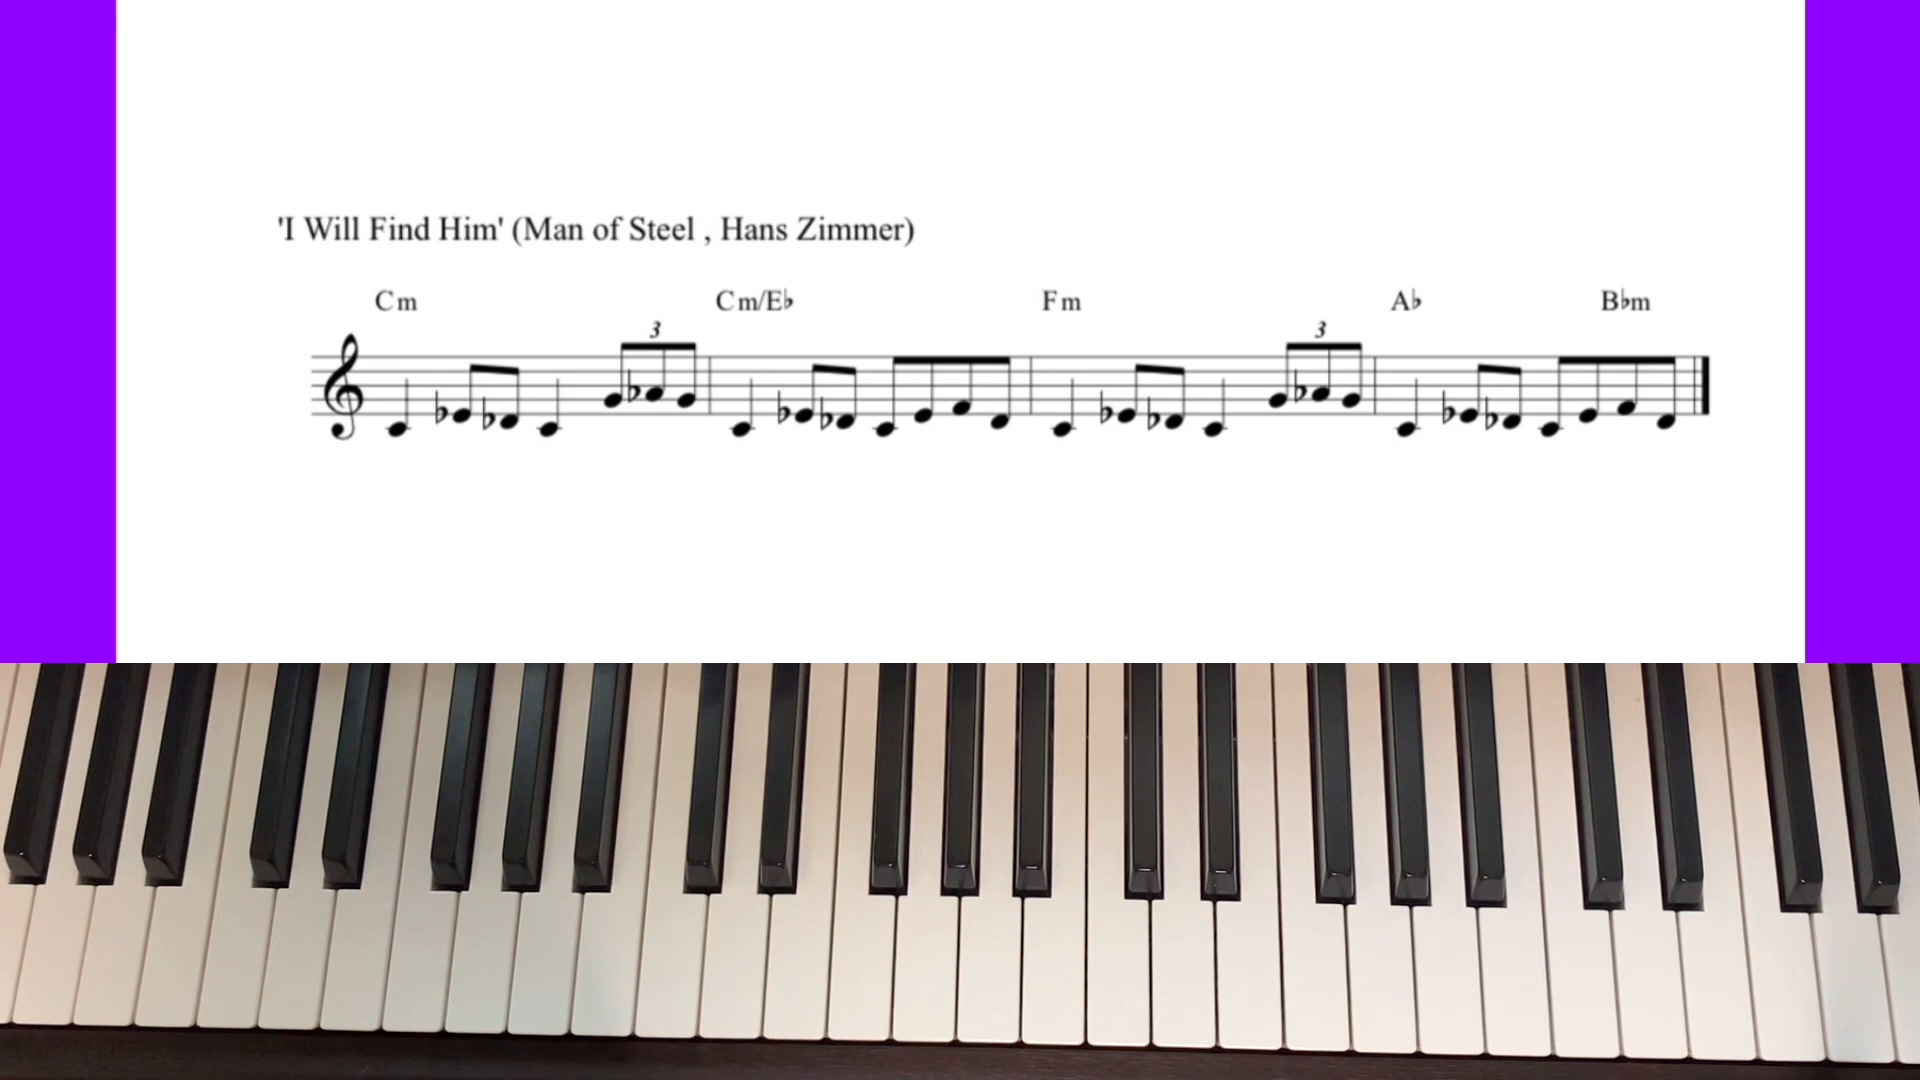 'I Will Find Him' (Man of Steel , Hans Zimmer)
Cm Cm/E♭ Fm A♭ B♭m
3 3